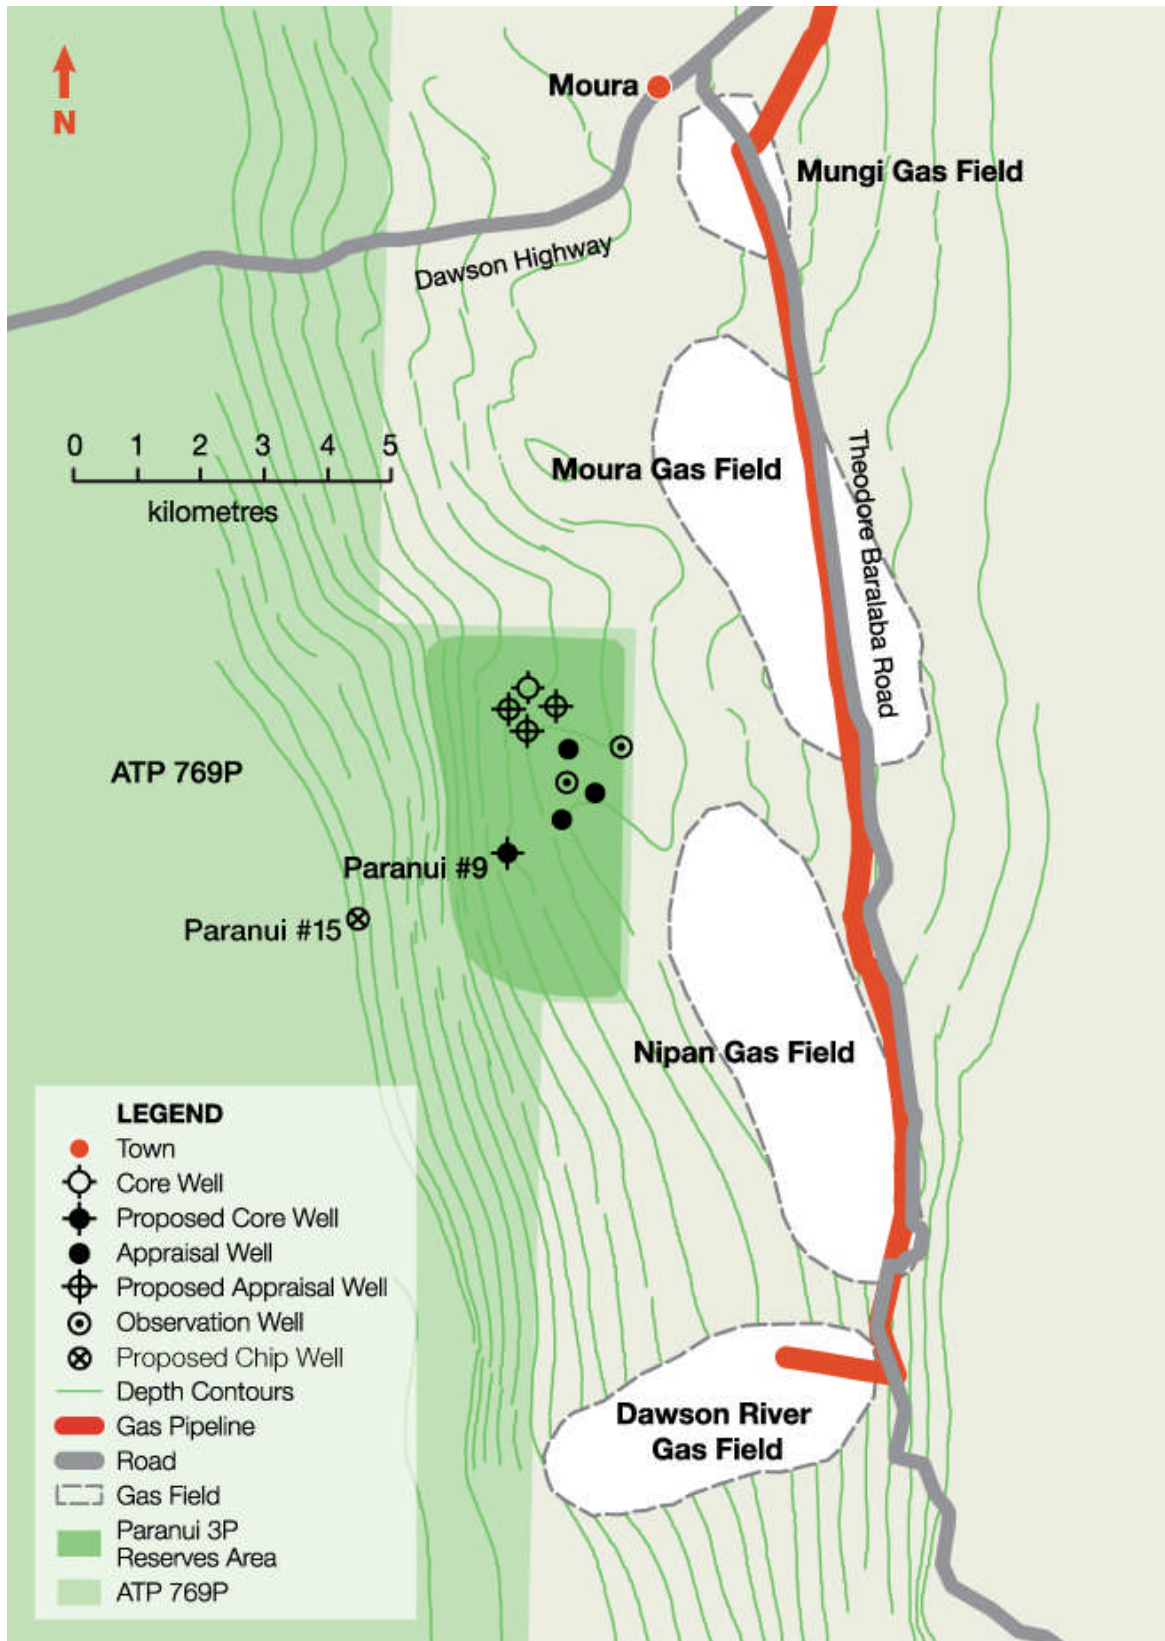 Moura
N
Mungi Gas Field
Dawson Highway
0 1 2 3 4 5
kilometres
Moura Gas Field
Theodore Baralaba Road
ATP 769P
Paranui #9
Paranui #15
Nipan Gas Field
LEGEND
Town
Core Well
Proposed Core Well
Appraisal Well
Proposed Appraisal Well
Observation Well
Proposed Chip Well
Depth Contours
Gas Pipeline
Road
Gas Field
Paranui 3P
Reserves Area
ATP 769P
Dawson River
Gas Field